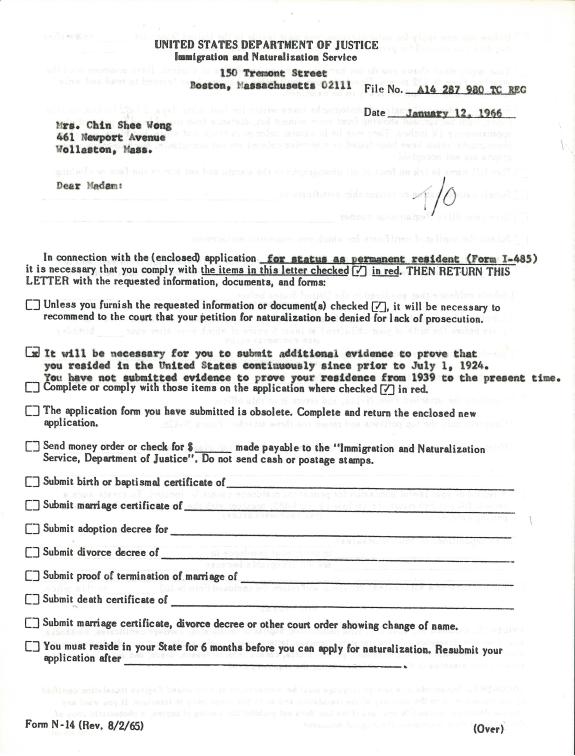 UNITED STATES DEPARTMENT OF JUSTICE
Immigration and Naturalization Service
150 Tremont Street
Boston, Massachusetts 02111
File No. A14 287 980 TC REG
Date January 12, 1966
Mrs. Chin Shee Wong
461 Newport Avenue
Wollaston, Mass.
Dear Madam:
T/O
In connection with the (enclosed) application for status as permanent resident (Form I-485)
it is necessary that you comply with the items in this letter checked [✓] in red. THEN RETURN THIS
LETTER with the requested information, documents, and forms:
[ ] Unless you furnish the requested information or document(s) checked [✓], it will be necessary to
recommend to the court that your petition for naturalization be denied for lack of prosecution.
[x] It will be necessary for you to submit additional evidence to prove that
you resided in the United States continuously since prior to July 1, 1924.
You have not submitted evidence to prove your residence from 1939 to the present time.
[ ] Complete or comply with those items on the application where checked [✓] in red.
[ ] The application form you have submitted is obsolete. Complete and return the enclosed new
application.
[ ] Send money order or check for $______ made payable to the "Immigration and Naturalization
Service, Department of Justice". Do not send cash or postage stamps.
[ ] Submit birth or baptismal certificate of
[ ] Submit marriage certificate of
[ ] Submit adoption decree for
[ ] Submit divorce decree of
[ ] Submit proof of termination of marriage of
[ ] Submit death certificate of
[ ] Submit marriage certificate, divorce decree or other court order showing change of name.
[ ] You must reside in your State for 6 months before you can apply for naturalization. Resubmit your
application after ______.
Form N-14 (Rev. 8/2/65)
(Over)